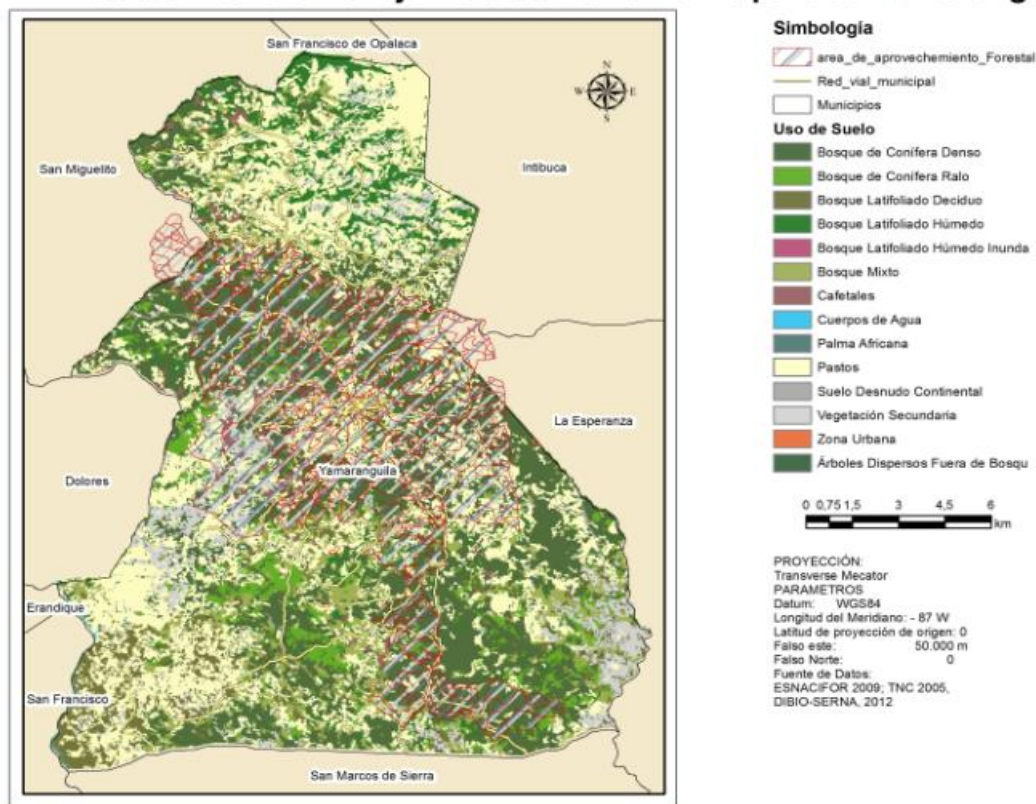 San Francisco de Opalaca
N
W E
S
San Miguelito
Intibuca
La Esperanza
Yamaranguila
Dolores
Erandique
San Francisco
San Marcos de Sierra
Simbología
area_de_aprovechemiento_Forestal
Red_vial_municipal
Municipios
Uso de Suelo
Bosque de Conífera Denso
Bosque de Conífera Ralo
Bosque Latifoliado Deciduo
Bosque Latifoliado Húmedo
Bosque Latifoliado Húmedo Inunda
Bosque Mixto
Cafetales
Cuerpos de Agua
Palma Africana
Pastos
Suelo Desnudo Continental
Vegetación Secundaria
Zona Urbana
Árboles Dispersos Fuera de Bosqu
0 0,75 1,5 3 4,5 6
km
PROYECCIÓN:
Transverse Mecator
PARAMETROS
Datum: WGS84
Longitud del Meridiano: - 87 W
Latitud de proyección de origen: 0
Falso este: 50.000 m
Falso Norte: 0
Fuente de Datos:
ESNACIFOR 2009; TNC 2005,
DIBIO-SERNA, 2012